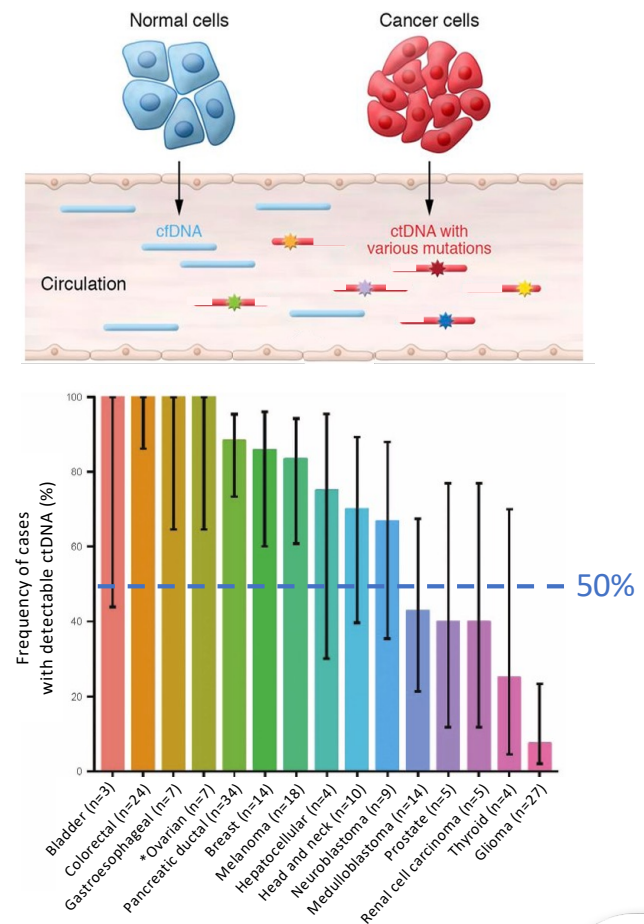 Normal cells
Cancer cells
cfDNA
ctDNA with
various mutations
Circulation
Frequency of cases
with detectable ctDNA (%)
100
80
60
40
20
0
50%
Bladder (n=3)
Colorectal (n=24)
Gastroesophageal (n=7)
*Ovarian (n=7)
Pancreatic ductal (n=34)
Breast (n=14)
Melanoma (n=18)
Hepatocellular (n=4)
Head and neck (n=10)
Neuroblastoma (n=9)
Medulloblastoma (n=14)
Prostate (n=5)
Renal cell carcinoma (n=5)
Thyroid (n=4)
Glioma (n=27)